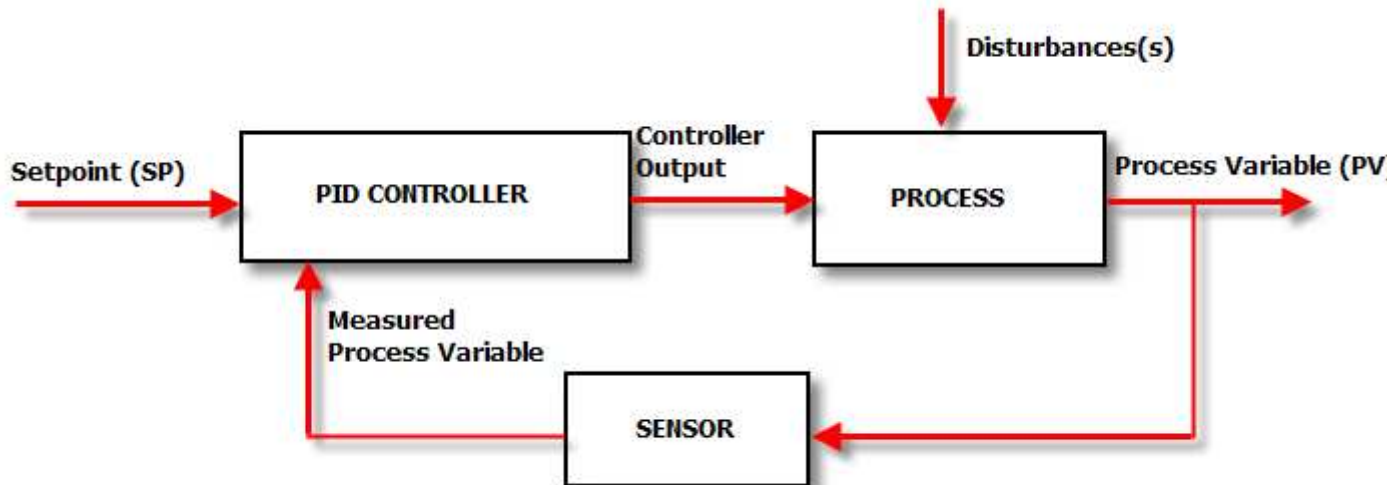 Disturbances(s)
Setpoint (SP)
PID CONTROLLER
Controller
Output
PROCESS
Process Variable (PV)
Measured
Process Variable
SENSOR